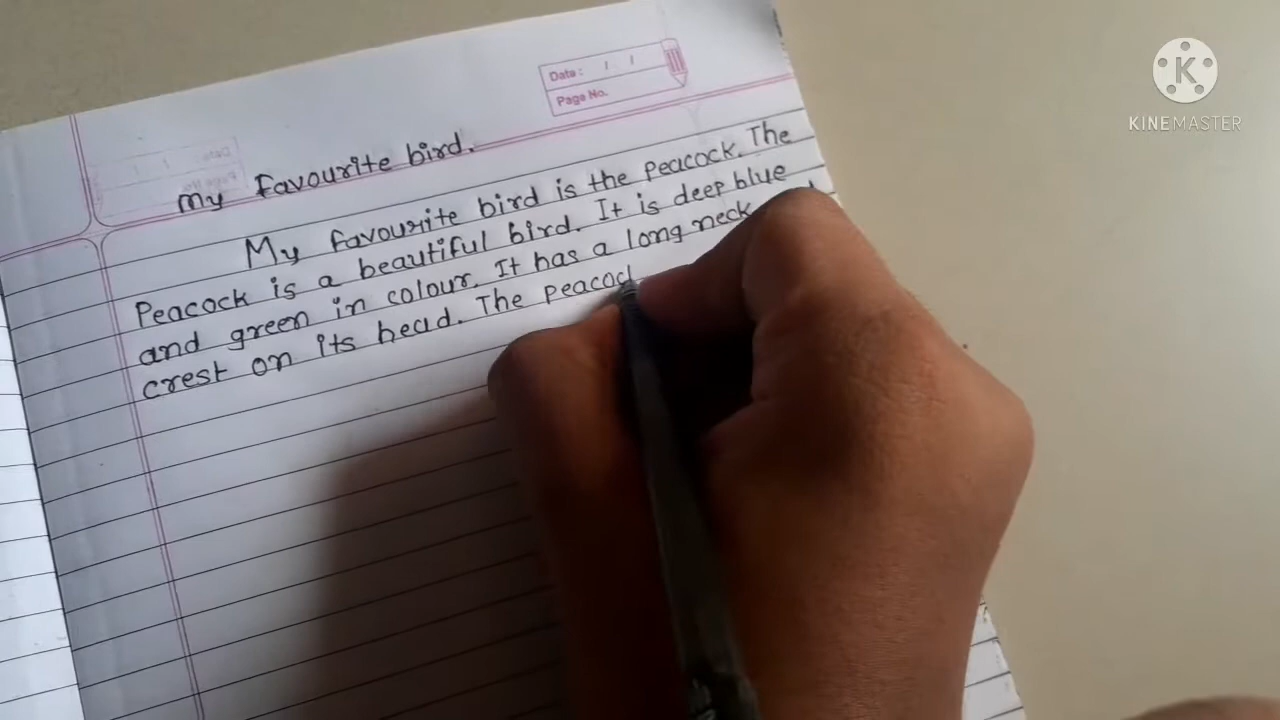 Date :
Page No.
My Favourite bird.
My favourite bird is the Peacock. The
Peacock is a beautiful bird. It is deep blue
and green in colour. It has a long neck
crest on its head. The peacoc
K
KINEMASTER